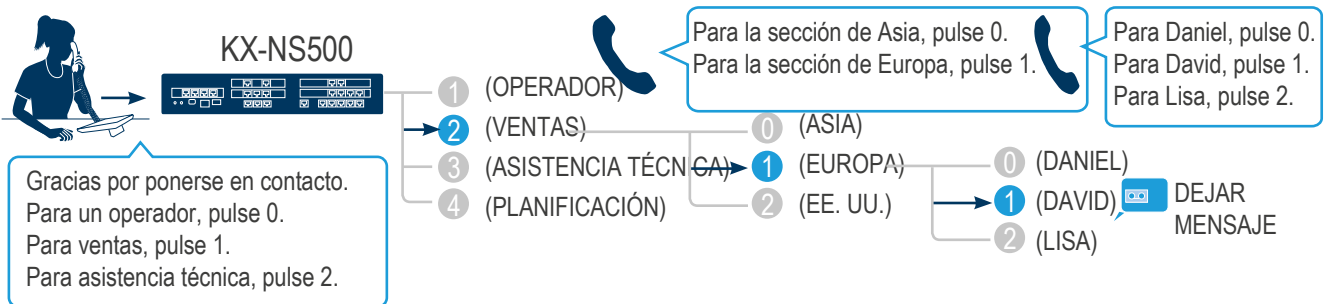 KX-NS500
Para la sección de Asia, pulse 0.
Para la sección de Europa, pulse 1.
Para Daniel, pulse 0.
Para David, pulse 1.
Para Lisa, pulse 2.
1 (OPERADOR)
2 (VENTAS)
3 (ASISTENCIA TÉCNICA)
4 (PLANIFICACIÓN)
0 (ASIA)
1 (EUROPA)
2 (EE. UU.)
0 (DANIEL)
1 (DAVID)
2 (LISA)
DEJAR
MENSAJE
Gracias por ponerse en contacto.
Para un operador, pulse 0.
Para ventas, pulse 1.
Para asistencia técnica, pulse 2.